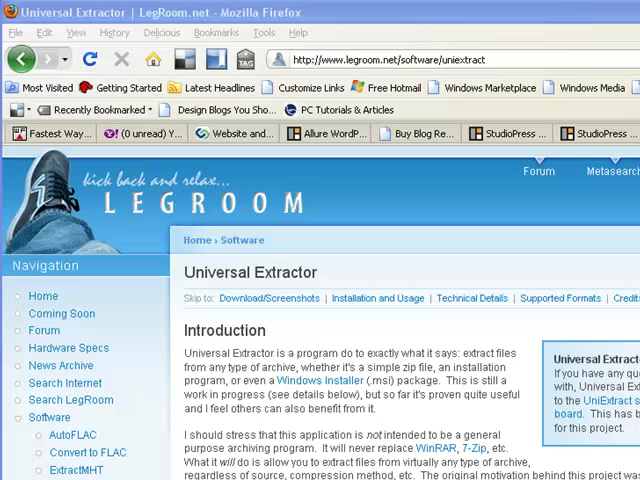 Universal Extractor | LegRoom.net - Mozilla Firefox
File Edit View History Delicious Bookmarks Tools Help
TAG http://www.legroom.net/software/uniextract
Most Visited Getting Started Latest Headlines Customize Links Free Hotmail Windows Marketplace Windows Media
Recently Bookmarked Design Blogs You Sho... PC Tutorials & Articles
Fastest Way... (0 unread) Y... Website and... Allure WordP... Buy Blog Re... StudioPress ... StudioPress ...
Forum Metasearch
kick back and relax...
LEGROOM
Home › Software
Navigation
Home
Coming Soon
Forum
Hardware Specs
News Archive
Search Internet
Search LegRoom
Software
AutoFLAC
Convert to FLAC
ExtractMHT
Universal Extractor
Skip to: Download/Screenshots | Installation and Usage | Technical Details | Supported Formats | Credits
Introduction
Universal Extractor is a program do to exactly what it says: extract files
from any type of archive, whether it's a simple zip file, an installation
program, or even a Windows Installer (.msi) package. This is still a
work in progress (see details below), but so far it's proven quite useful
and I feel others can also benefit from it.
I should stress that this application is not intended to be a general
purpose archiving program. It will never replace WinRAR, 7-Zip, etc.
What it will do is allow you to extract files from virtually any type of archive,
regardless of source, compression method, etc. The original motivation behind this project was
Universal Extract
If you have any qu
with, Universal Ex
to the UniExtract s
board. This has b
for this project.